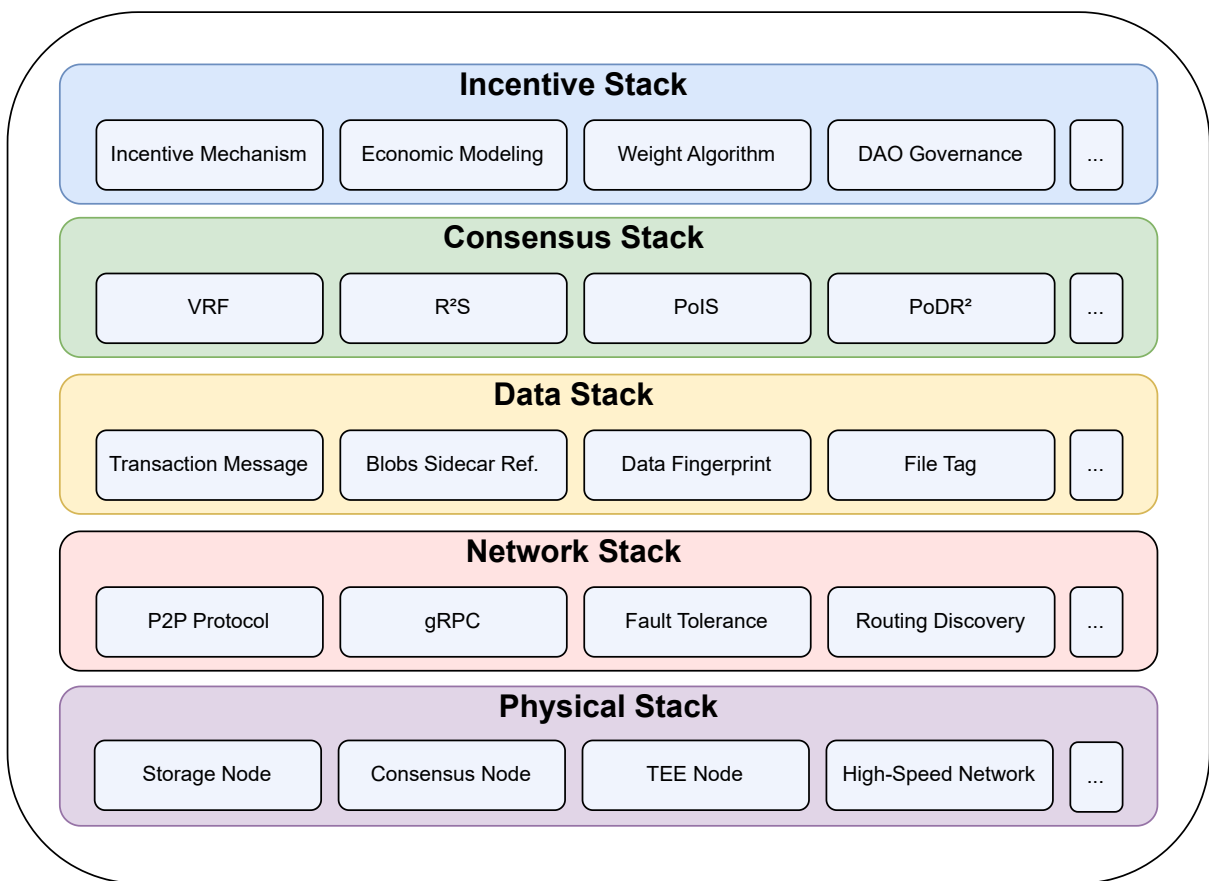 Incentive Stack
Incentive Mechanism
Economic Modeling
Weight Algorithm
DAO Governance
...
Consensus Stack
VRF
R²S
PoIS
PoDR²
...
Data Stack
Transaction Message
Blobs Sidecar Ref.
Data Fingerprint
File Tag
...
Network Stack
P2P Protocol
gRPC
Fault Tolerance
Routing Discovery
...
Physical Stack
Storage Node
Consensus Node
TEE Node
High-Speed Network
...